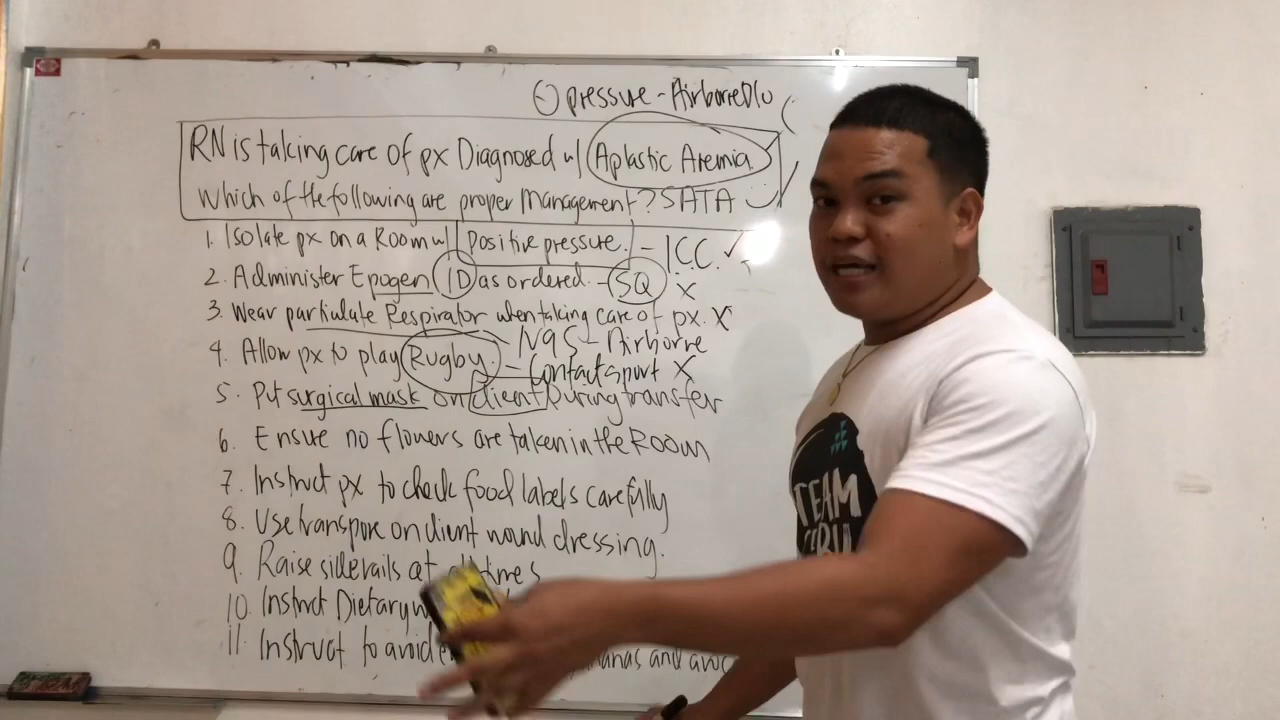 ⊖ pressure - Airborne D/o
RN is taking care of px Diagnosed w/ Aplastic Anemia
Which of the following are proper Management? SATA
1. Isolate px on a Room w/ positive pressure. - ICC. ✓
2. Administer Epogen ID as ordered. - SQ X
3. Wear particulate Respirator when taking care of px. X
N95 - Airborne
4. Allow px to play Rugby - Contact sport X
5. Put surgical mask on client During transfer
6. Ensure no flowers are taken in the Room
7. Instruct px to check food labels carefully
8. Use transpore on client wound dressing.
9. Raise siderails at all times
10. Instruct Dietary
11. Instruct to avoid and
TEAM
CEBU